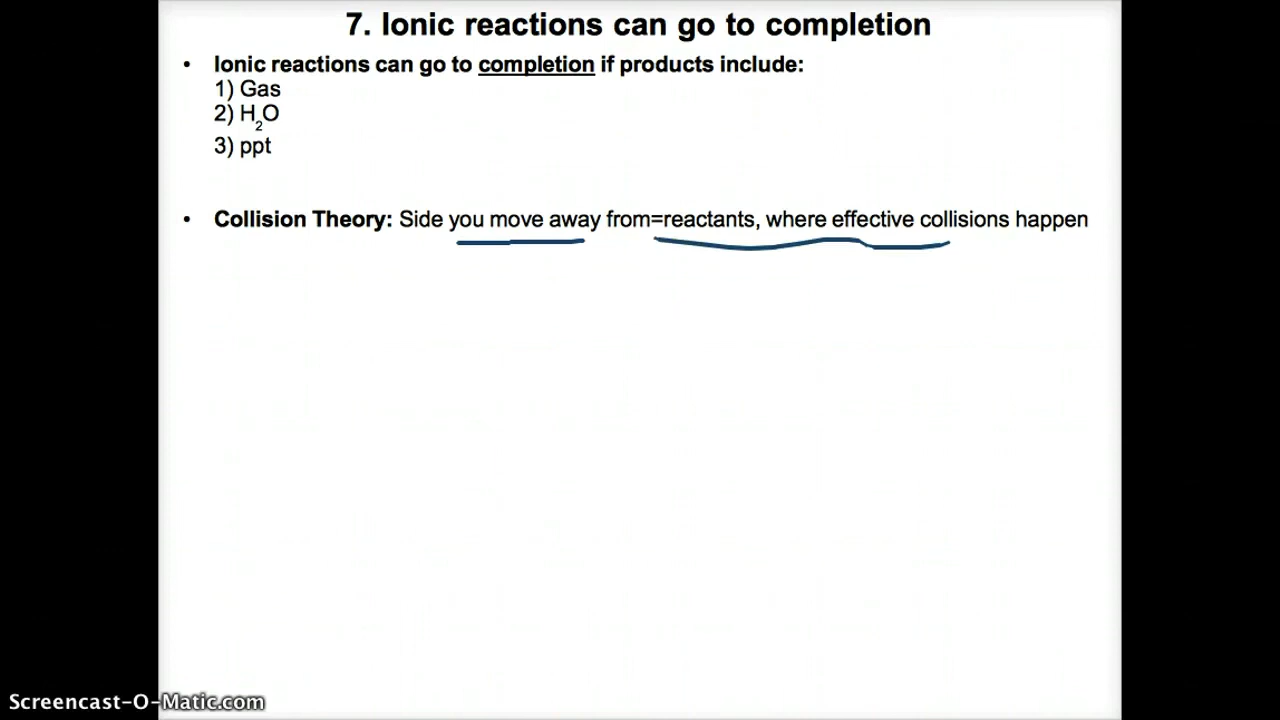 7. Ionic reactions can go to completion
• Ionic reactions can go to completion if products include:
1) Gas
2) H₂O
3) ppt
• Collision Theory: Side you move away from=reactants, where effective collisions happen
Screencast-O-Matic.com